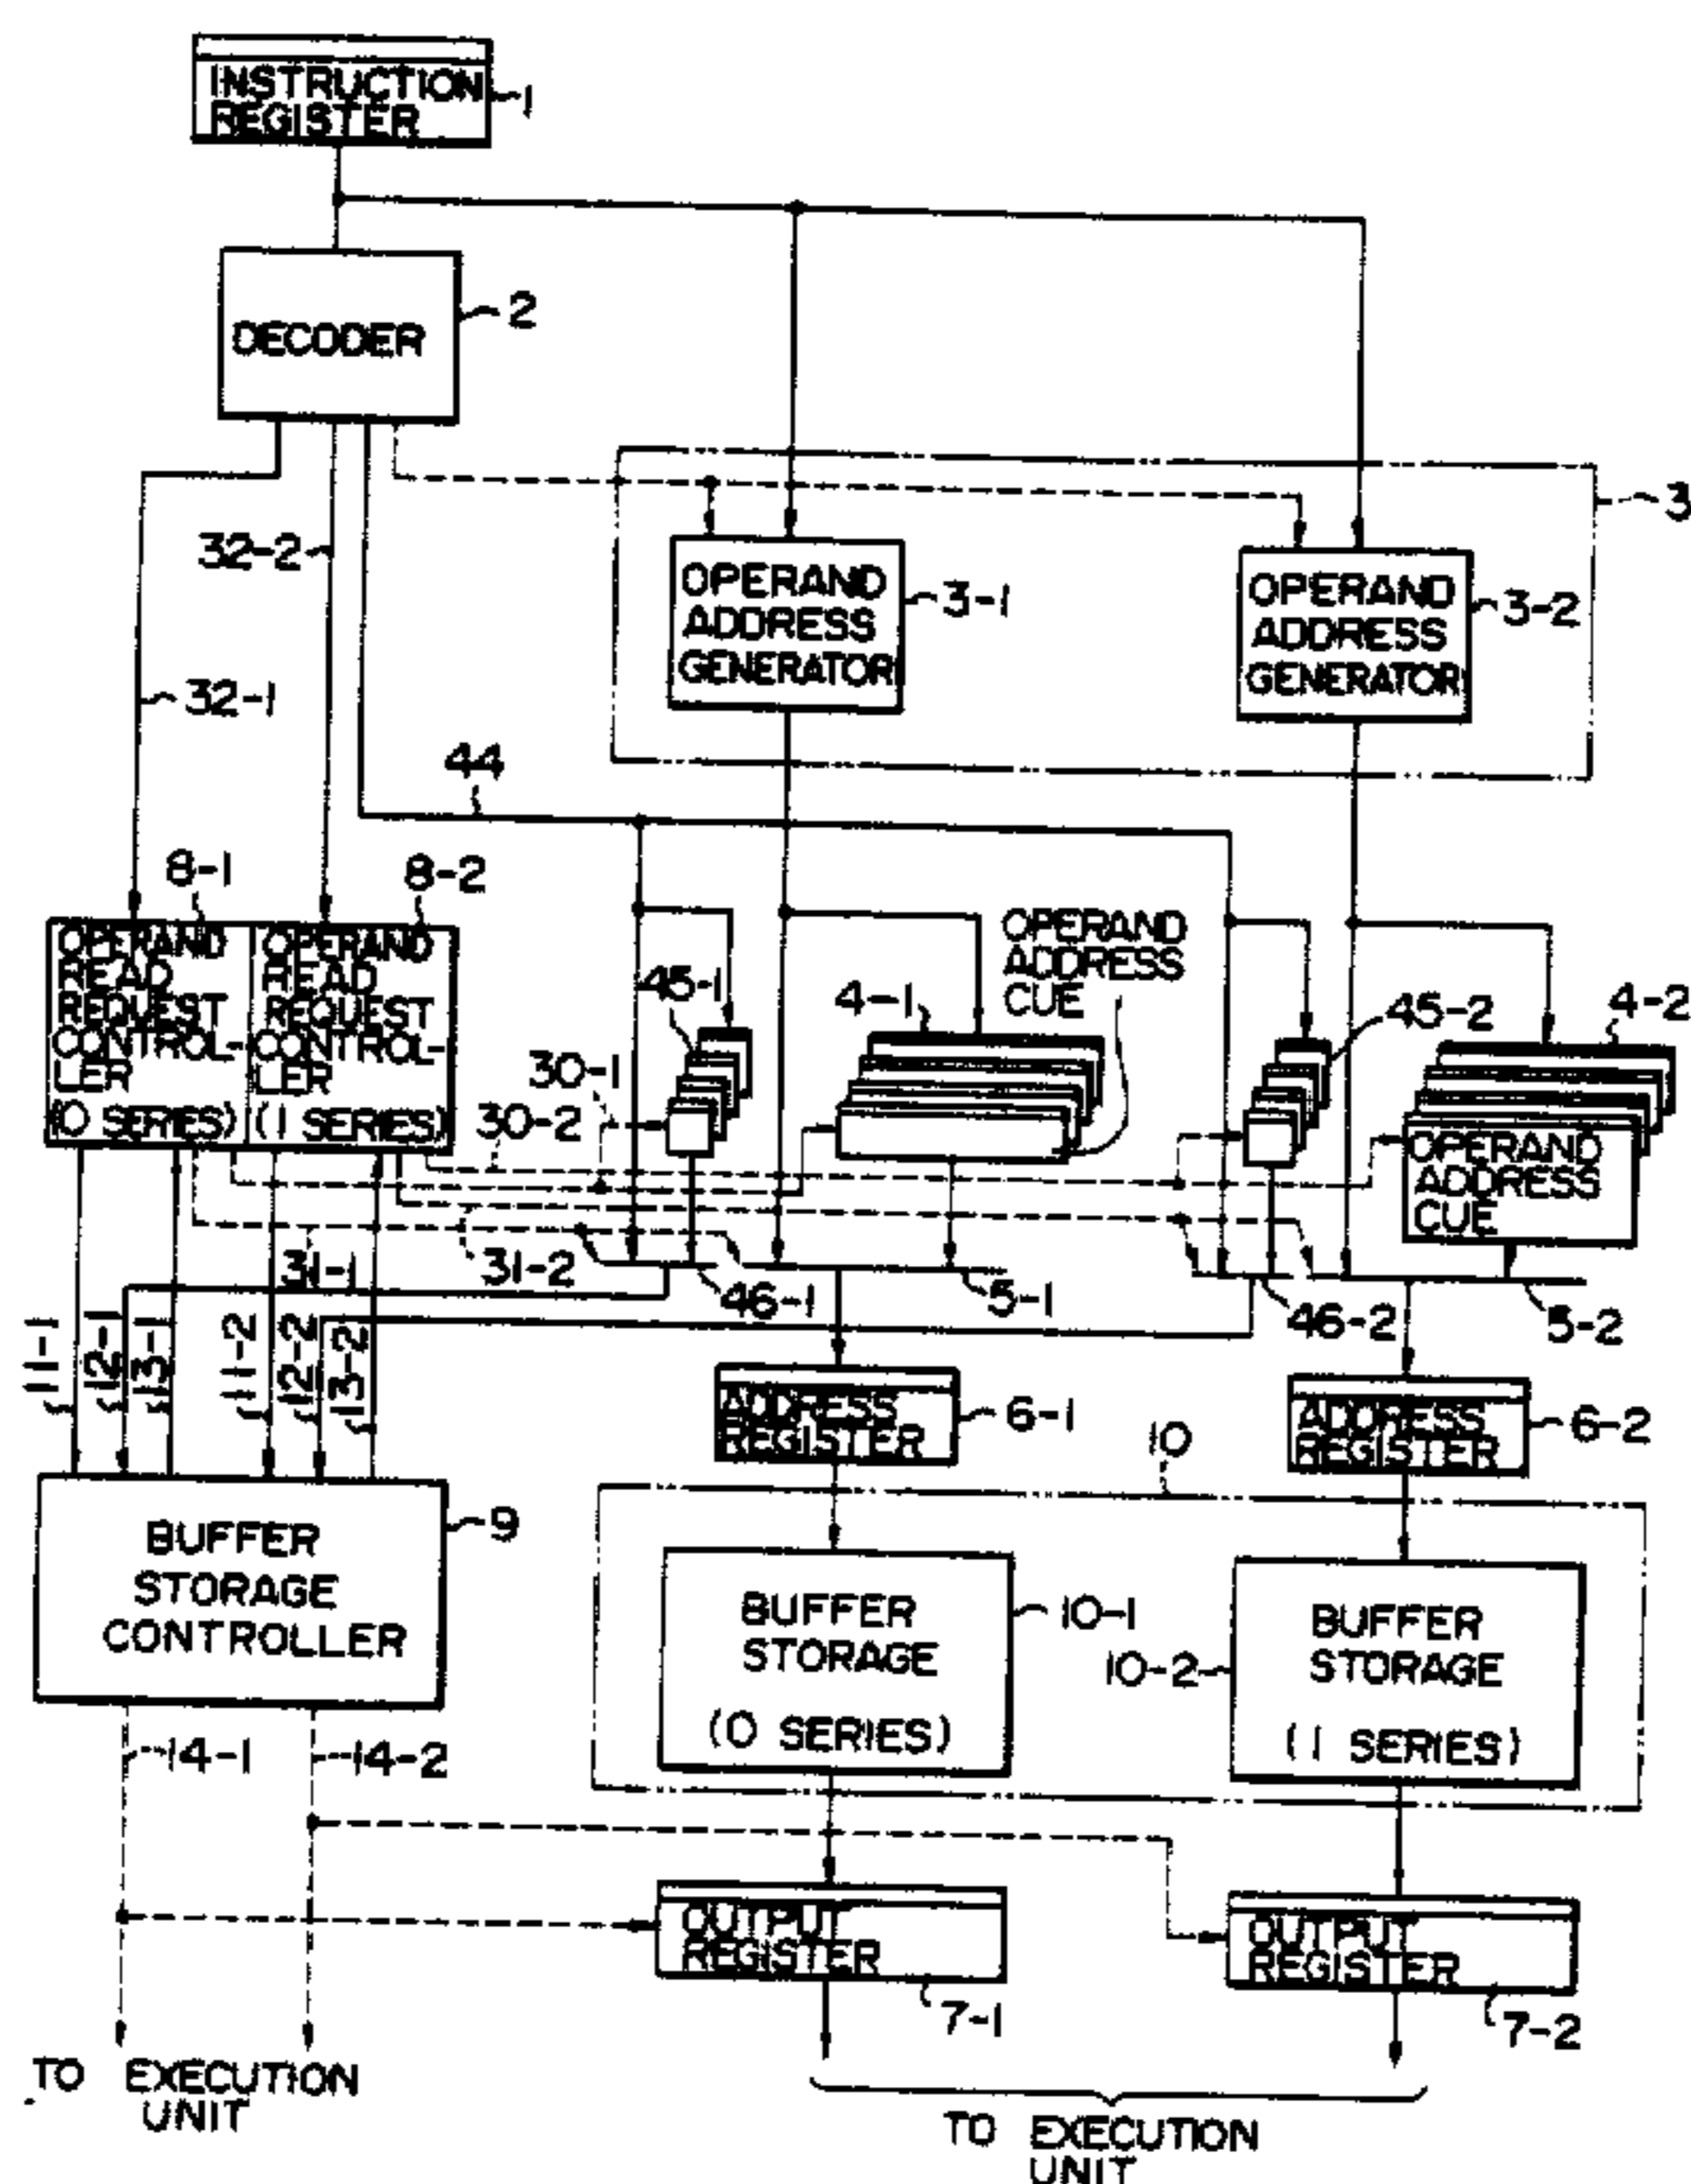 INSTRUCTION
REGISTER
1
DECODER
2
3
32-2
OPERAND
ADDRESS
GENERATOR
3-1
OPERAND
ADDRESS
GENERATOR
3-2
32-1
44
8-1
8-2
OPERAND
READ
REQUEST
CONTROL-
LER
(0 SERIES)
OPERAND
READ
REQUEST
CONTROL-
LER
(1 SERIES)
45-1
4-1
OPERAND
ADDRESS
CUE
45-2
4-2
30-1
30-2
OPERAND
ADDRESS
CUE
31-1
31-2
46-1
5-1
46-2
5-2
11-1
12-1
13-1
11-2
12-2
13-2
ADDRESS
REGISTER
6-1
10
ADDRESS
REGISTER
6-2
BUFFER
STORAGE
CONTROLLER
9
BUFFER
STORAGE
(0 SERIES)
10-1
10-2
BUFFER
STORAGE
(1 SERIES)
14-1
14-2
OUTPUT
REGISTER
7-1
OUTPUT
REGISTER
7-2
TO EXECUTION
UNIT
TO EXECUTION
UNIT